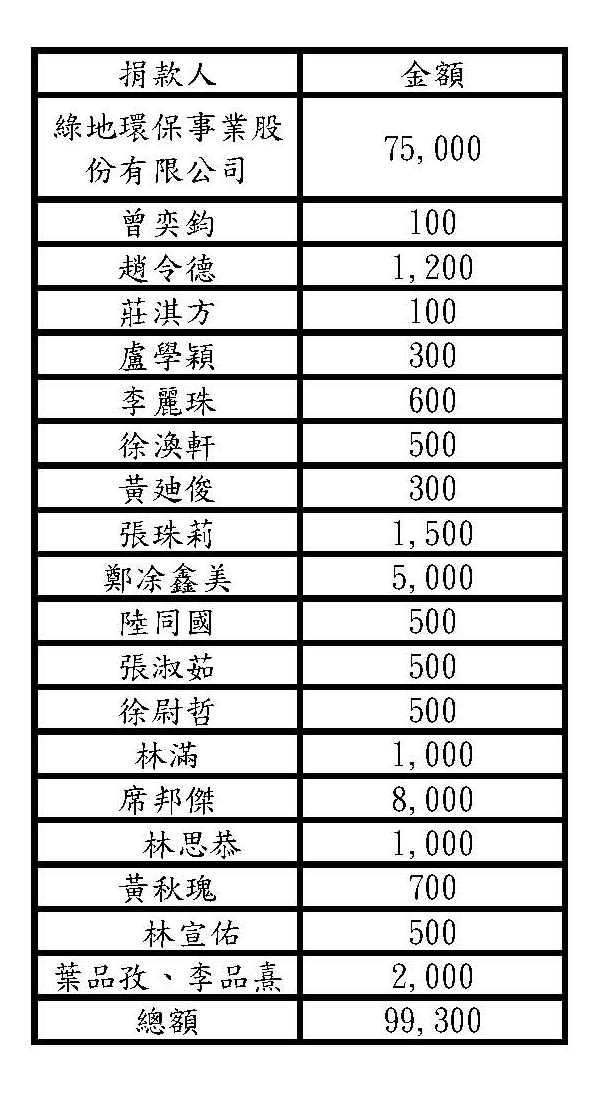 捐款人 金額
綠地環保事業股
份有限公司 75,000
曾奕鈞 100
趙令德 1,200
莊淇方 100
盧學穎 300
李麗珠 600
徐渙軒 500
黃廸俊 300
張珠莉 1,500
鄭凃鑫美 5,000
陸同國 500
張淑茹 500
徐尉哲 500
林滿 1,000
席邦傑 8,000
林思恭 1,000
黃秋瑰 700
林宣佑 500
葉品孜、李品熹 2,000
總額 99,300